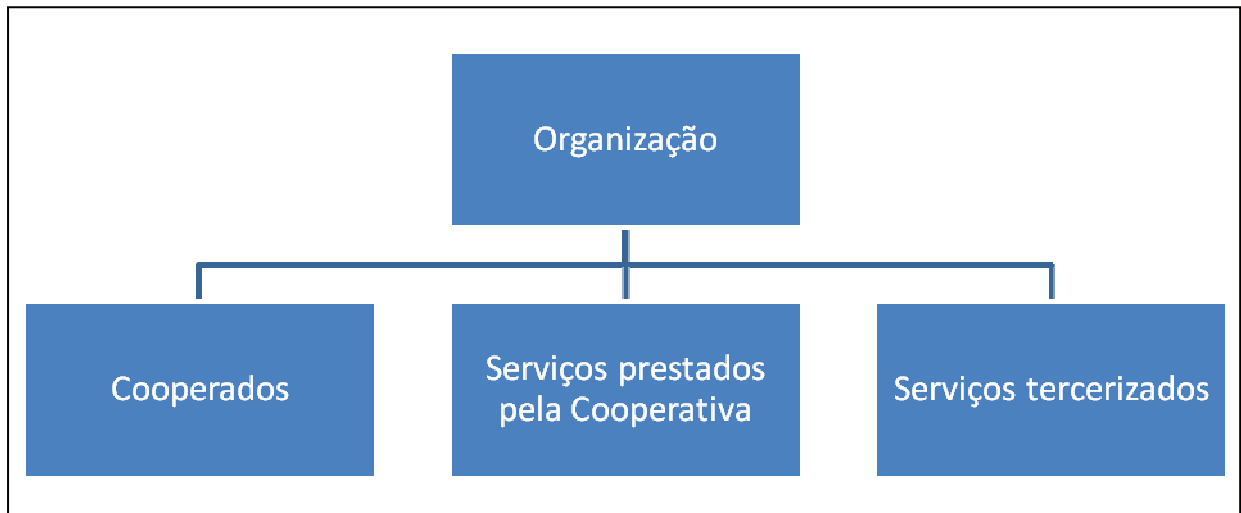 Organização
Cooperados
Serviços prestados
pela Cooperativa
Serviços tercerizados